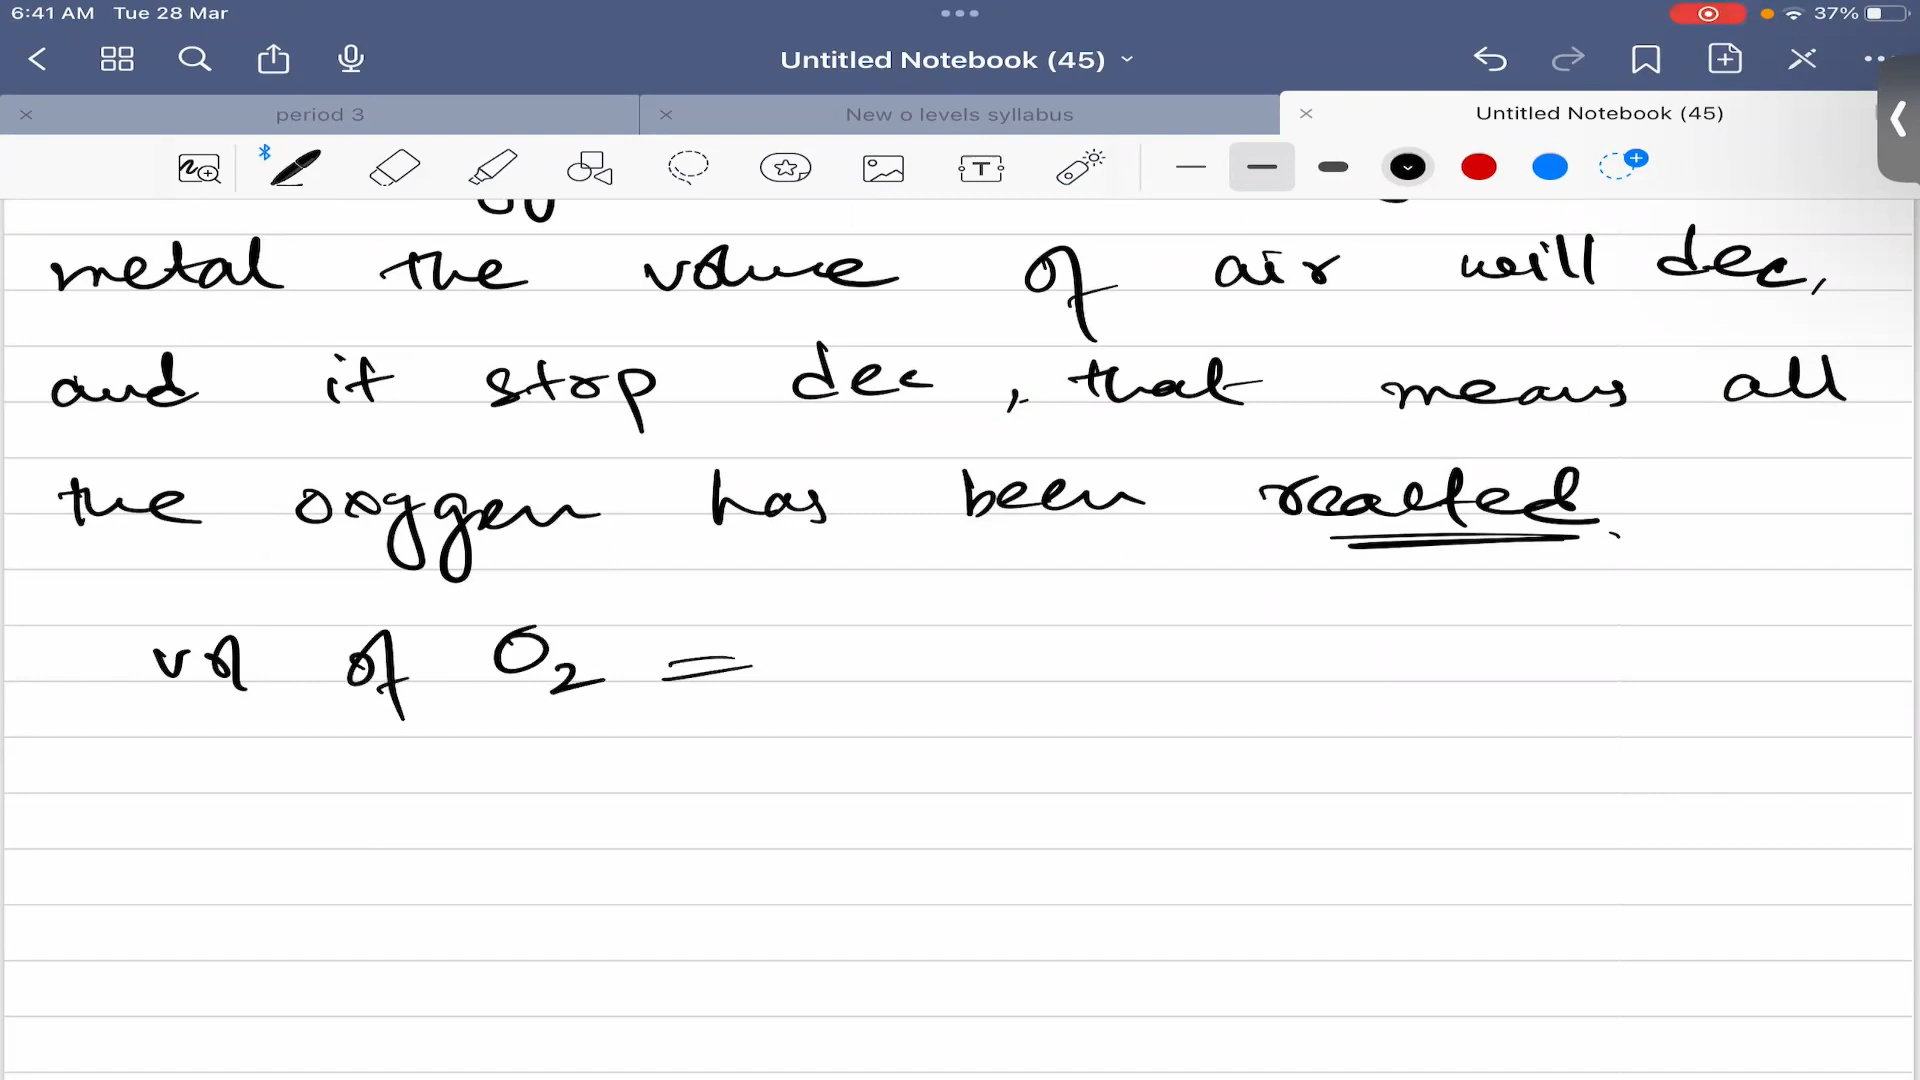 6:41 AM Tue 28 Mar
37%
Untitled Notebook (45)
period 3
New o levels syllabus
Untitled Notebook (45)
metal the volume of air will dec,
and it stop dec, that means all
the oxygen has been reacted.
vol of O₂ =